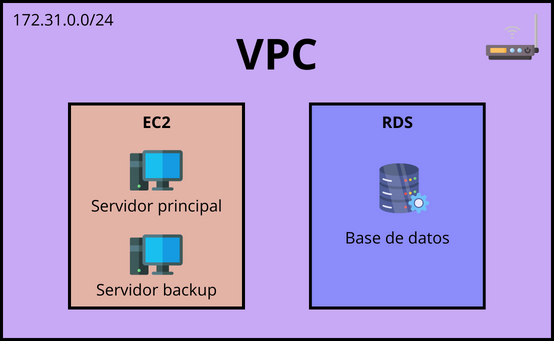 172.31.0.0/24
VPC
EC2
Servidor principal
Servidor backup
RDS
Base de datos